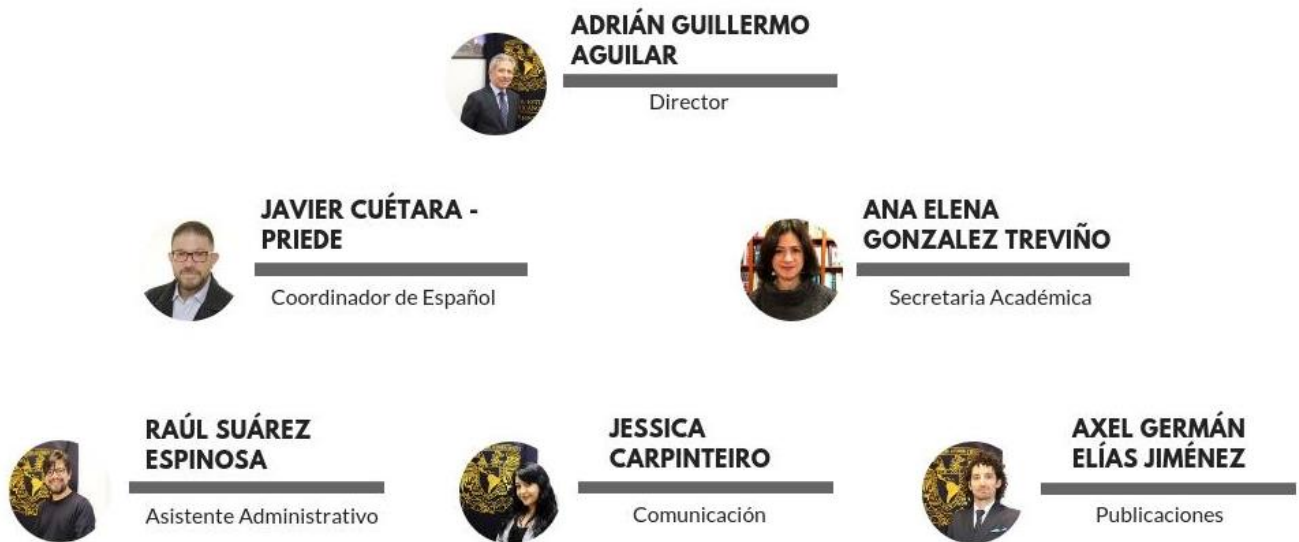 ADRIÁN GUILLERMO
AGUILAR
Director
JAVIER CUÉTARA -
PRIEDE
Coordinador de Español
ANA ELENA
GONZALEZ TREVIÑO
Secretaria Académica
RAÚL SUÁREZ
ESPINOSA
Asistente Administrativo
JESSICA
CARPINTEIRO
Comunicación
AXEL GERMÁN
ELÍAS JIMÉNEZ
Publicaciones